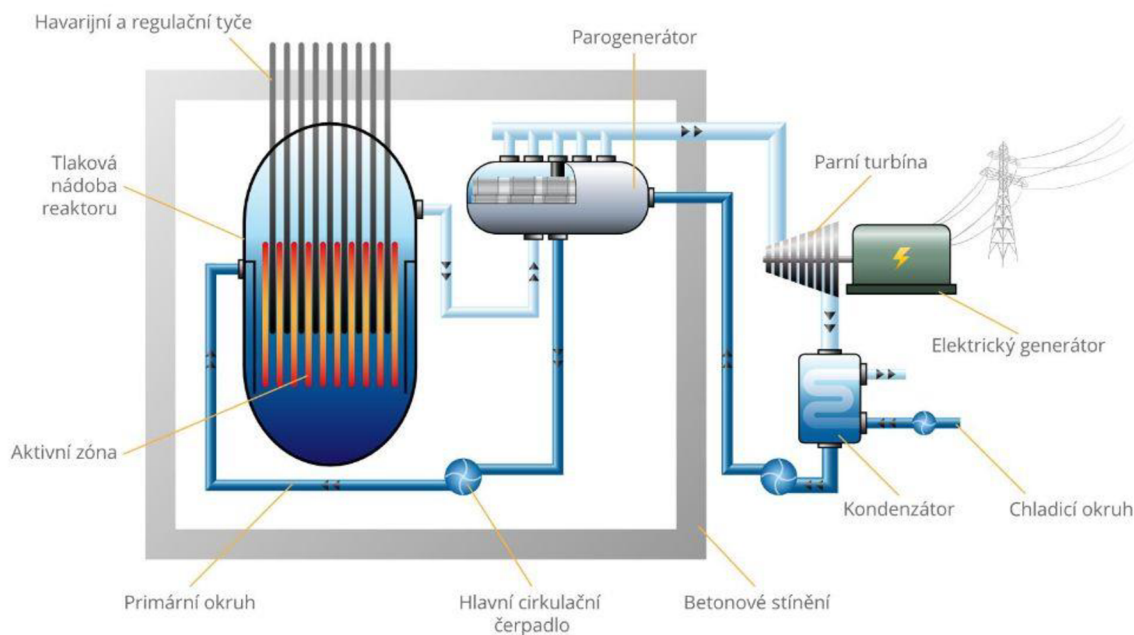 Havarijní a regulační tyče
Parogenerátor
Tlaková
nádoba
reaktoru
Parní turbína
Elektrický generátor
Aktivní zóna
Kondenzátor
Chladicí okruh
Primární okruh
Hlavní cirkulační
čerpadlo
Betonové stínění